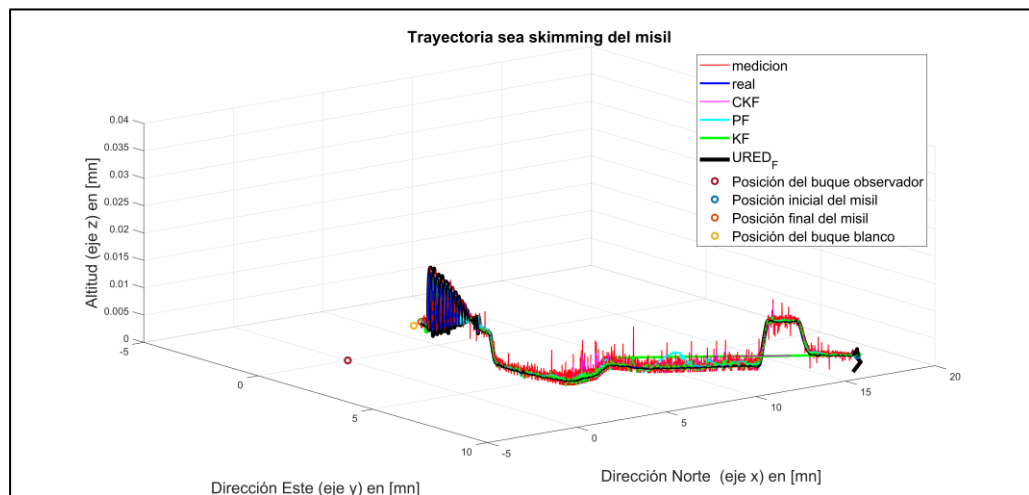 Trayectoria sea skimming del misil
medicion
real
CKF
PF
KF
URED_F
Posición del buque observador
Posición inicial del misil
Posición final del misil
Posición del buque blanco
Altitud (eje z) en [mn]
0.04
0.035
0.03
0.025
0.02
0.015
0.01
0.005
0
-5
0
5
10
-5
0
5
10
15
20
Dirección Este (eje y) en [mn]
Dirección Norte (eje x) en [mn]